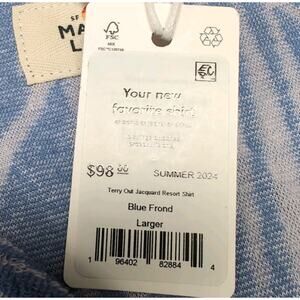 SF
MA
L
FSC
MIX
Your new
favorite shirt
$98.00
SUMMER 2024
Terry Out Jacquard Resort Shirt
Blue Frond
Larger
1 96402 82884 4